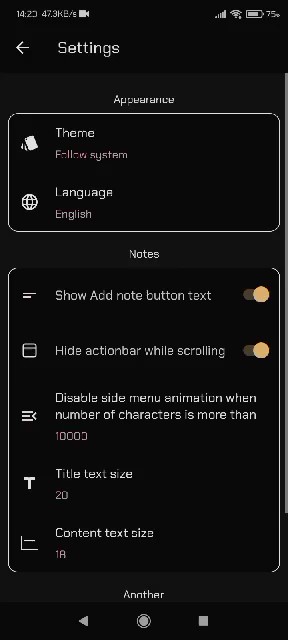 14:20 47.3KB/s
75%
Settings
Appearance
Theme
Follow system
Language
English
Notes
Show Add note button text
Hide actionbar while scrolling
Disable side menu animation when
number of characters is more than
10000
Title text size
20
Content text size
18
Another